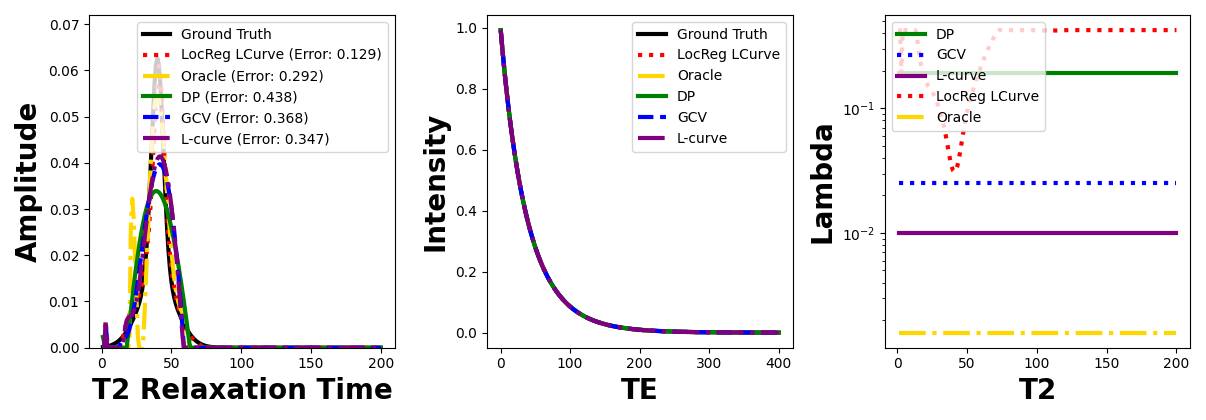 Amplitude
0.07
0.06
0.05
0.04
0.03
0.02
0.01
0.00
Ground Truth
LocReg LCurve (Error: 0.129)
Oracle (Error: 0.292)
DP (Error: 0.438)
GCV (Error: 0.368)
L-curve (Error: 0.347)
0 50 100 150 200
T2 Relaxation Time
Intensity
1.0
0.8
0.6
0.4
0.2
0.0
Ground Truth
LocReg LCurve
Oracle
DP
GCV
L-curve
0 100 200 300 400
TE
Lambda
10⁻¹
10⁻²
DP
GCV
L-curve
LocReg LCurve
Oracle
0 50 100 150 200
T2